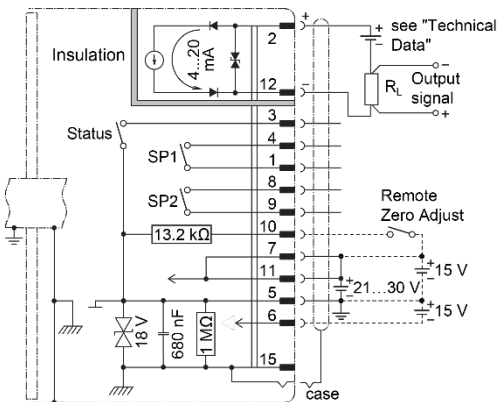 Insulation
4...20
mA
2
+
12
−
+
−
see "Technical
Data"
RL
−
Output
signal
+
Status
3
SP1
4
1
SP2
8
9
13.2 kΩ
10
Remote
Zero Adjust
7
11
5
6
15
+
−
21...30 V
+
−
15 V
+
−
15 V
18 V
680 nF
1 MΩ
case